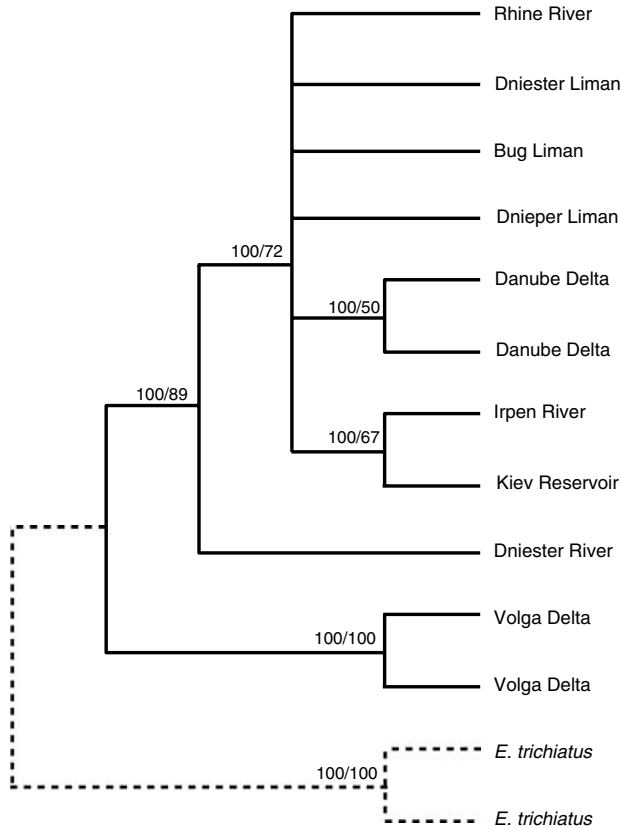 Rhine River
Dniester Liman
Bug Liman
Dnieper Liman
100/72
Danube Delta
100/50
Danube Delta
100/89
Irpen River
100/67
Kiev Reservoir
Dniester River
Volga Delta
100/100
Volga Delta
E. trichiatus
100/100
E. trichiatus